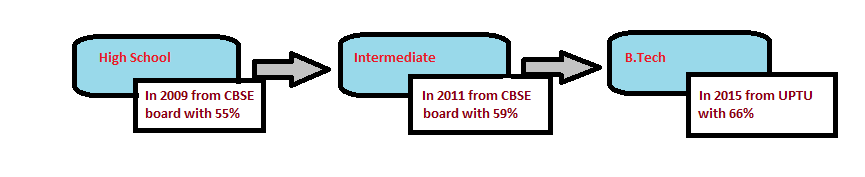 High School
In 2009 from CBSE
board with 55%
Intermediate
In 2011 from CBSE
board with 59%
B.Tech
In 2015 from UPTU
with 66%